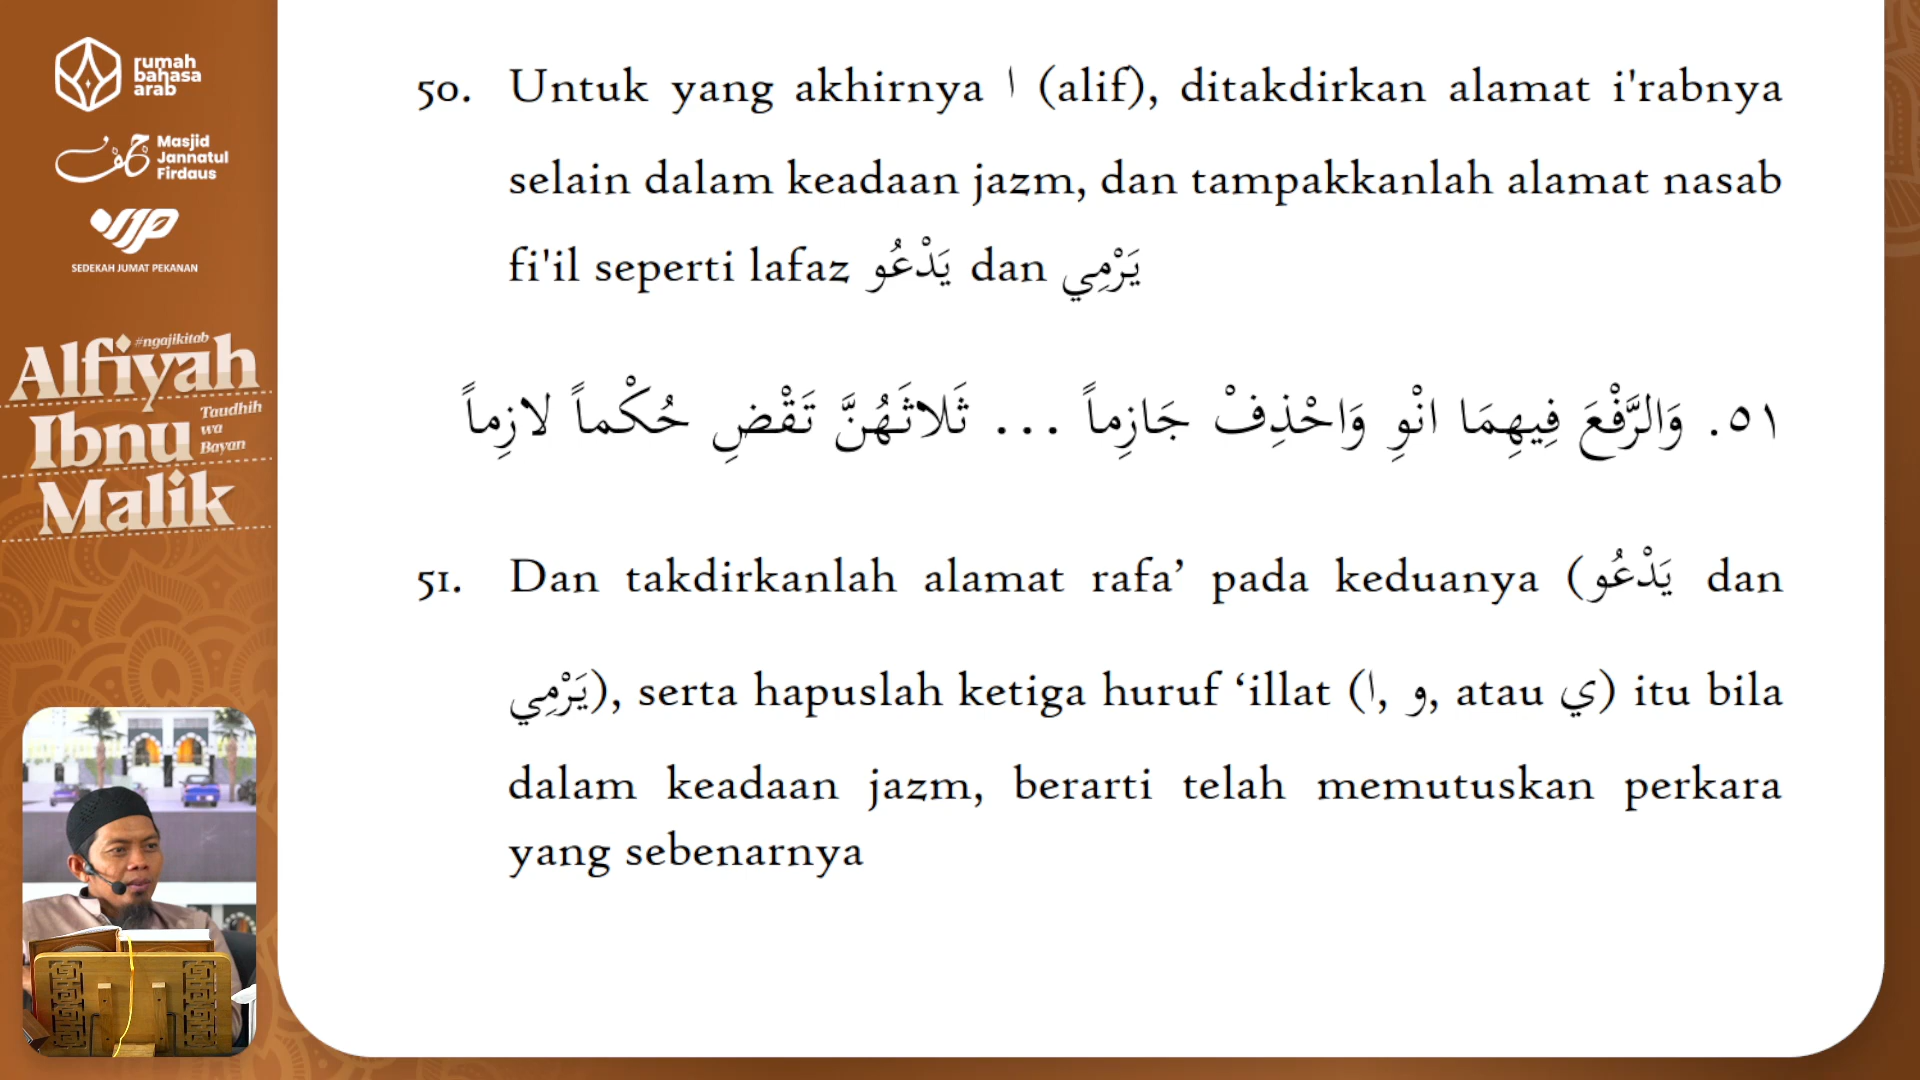 rumah
bahasa
arab
Masjid
Jannatul
Firdaus
SEDEKAH JUMAT PEKANAN
#ngajikitab
Alfiyah
Ibnu
Taudhih
wa
Bayan
Malik
50. Untuk yang akhirnya ا (alif), ditakdirkan alamat i'rabnya
selain dalam keadaan jazm, dan tampakkanlah alamat nasab
fi'il seperti lafaz يَدْعُو dan يَرْمِي
٥١. وَالرَّفْعَ فِيهِمَا انْوِ وَاحْذِفْ جَازِماً ... ثَلاثَهُنَّ تَقْضِ حُكْماً لازِماً
51. Dan takdirkanlah alamat rafa’ pada keduanya (يَدْعُو dan
يَرْمِي), serta hapuslah ketiga huruf ‘illat (ا, و, atau ي) itu bila
dalam keadaan jazm, berarti telah memutuskan perkara
yang sebenarnya